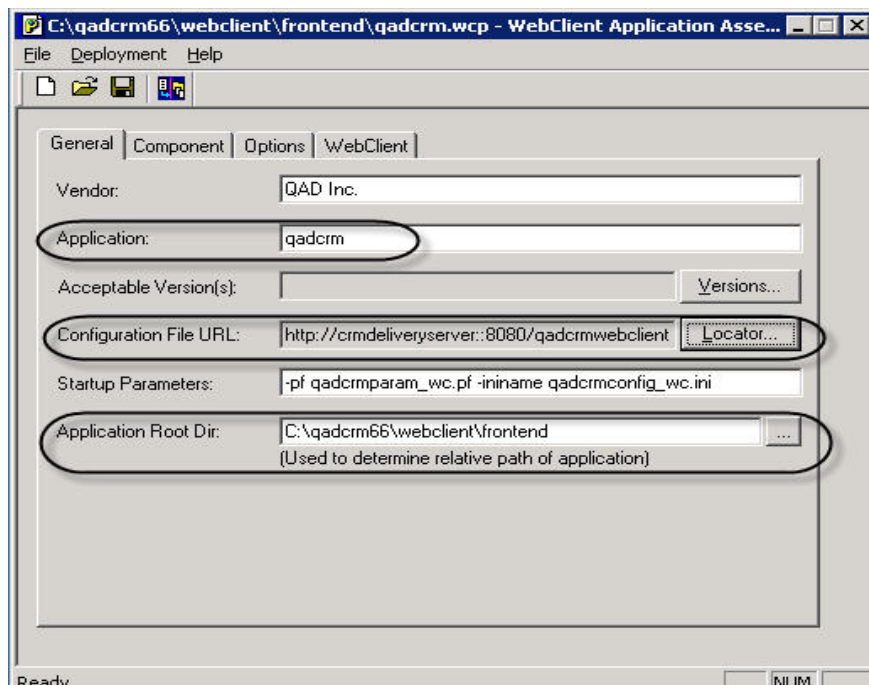 C:\qadcrm66\webclient\frontend\qadcrm.wcp - WebClient Application Asse...
File Deployment Help
General Component Options WebClient
Vendor: QAD Inc.
Application: qadcrm
Acceptable Version(s): Versions...
Configuration File URL: http://crmdeliveryserver::8080/qadcrmwebclient Locator...
Startup Parameters: -pf qadcrmparam_wc.pf -ininame qadcrmconfig_wc.ini
Application Root Dir: C:\qadcrm66\webclient\frontend ...
(Used to determine relative path of application)
Ready NUM